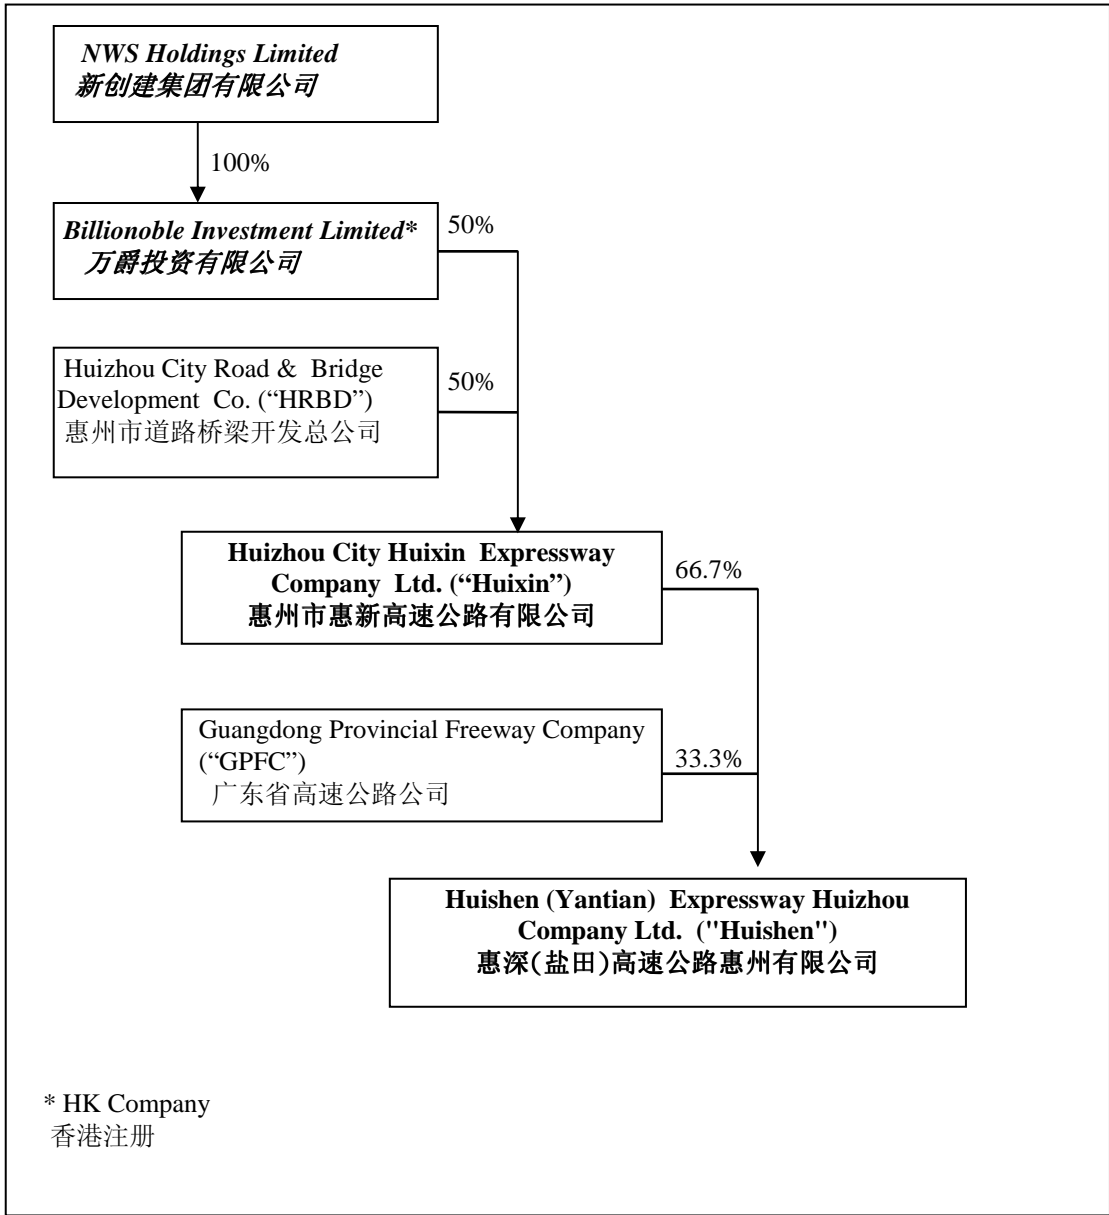 NWS Holdings Limited
新创建集团有限公司
100%
Billionoble Investment Limited*
万爵投资有限公司
50%
Huizhou City Road & Bridge
Development Co. (“HRBD”)
惠州市道路桥梁开发总公司
50%
Huizhou City Huixin Expressway
Company Ltd. (“Huixin”)
惠州市惠新高速公路有限公司
66.7%
Guangdong Provincial Freeway Company
(“GPFC”)
广东省高速公路公司
33.3%
Huishen (Yantian) Expressway Huizhou
Company Ltd. ("Huishen")
惠深(盐田)高速公路惠州有限公司
* HK Company
香港注册